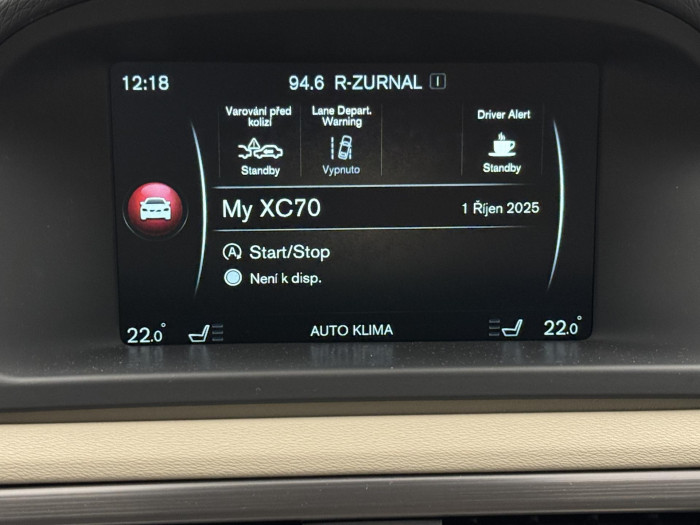 12:18 94.6 R-ZURNAL I
Varování před Lane Depart. Driver Alert
kolizí Warning
Standby Vypnuto Standby
My XC70 1 Říjen 2025
A Start/Stop
Není k disp.
22.0° AUTO KLIMA 22.0°